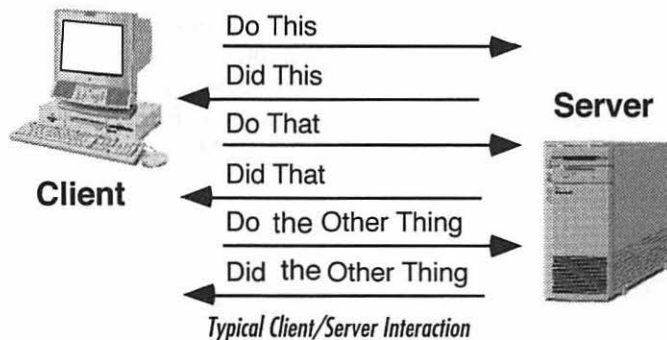 Do This
Did This
Server
Do That
Did That
Client
Do the Other Thing
Did the Other Thing
Typical Client/Server Interaction